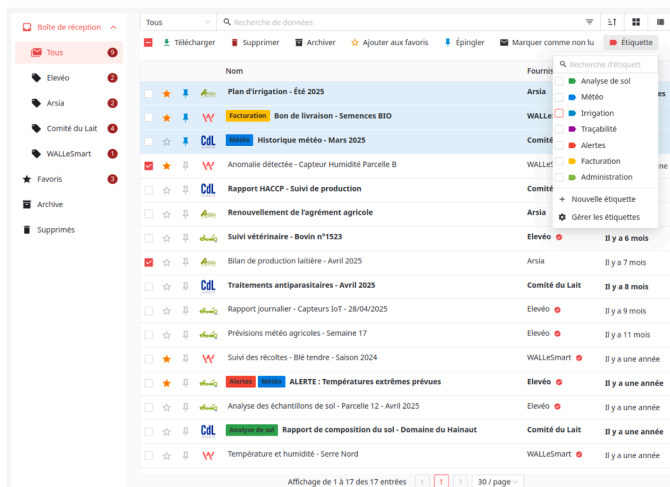 Boîte de réception
Tous 9
Elevéo 2
Arsia 2
Comité du Lait 4
WALLeSmart 1
Favoris 3
Archive
Supprimés
Tous Recherche de données
Télécharger Supprimer Archiver Ajouter aux favoris Épingler Marquer comme non lu Étiquette
Nom Fournis
Plan d'irrigation - Été 2025 Arsia
Facturation Bon de livraison - Semences BIO WALLe
Météo Historique météo - Mars 2025 Comité
Anomalie détectée - Capteur Humidité Parcelle B WALLeS
CdL Rapport HACCP - Suivi de production Comité
Renouvellement de l'agrément agricole Arsia
Suivi vétérinaire - Bovin n°1523 Elevéo Il y a 6 mois
Bilan de production laitière - Avril 2025 Arsia Il y a 7 mois
CdL Traitements antiparasitaires - Avril 2025 Comité du Lait Il y a 8 mois
Rapport journalier - Capteurs IoT - 28/04/2025 Elevéo Il y a 9 mois
Prévisions météo agricoles - Semaine 17 Elevéo Il y a 11 mois
Suivi des récoltes - Blé tendre - Saison 2024 WALLeSmart Il y a une année
Alertes Météo ALERTE : Températures extrêmes prévues Elevéo Il y a une année
Analyse des échantillons de sol - Parcelle 12 - Avril 2025 Elevéo Il y a une année
CdL Analyse de sol Rapport de composition du sol - Domaine du Hainaut Comité du Lait Il y a une année
Température et humidité - Serre Nord WALLeSmart Il y a une année
Affichage de 1 à 17 des 17 entrées 1 30 / page
Recherche d'étiquett
Analyse de sol
Météo
Irrigation
Traçabilité
Alertes
Facturation
Administration
+ Nouvelle étiquette
Gérer les étiquettes